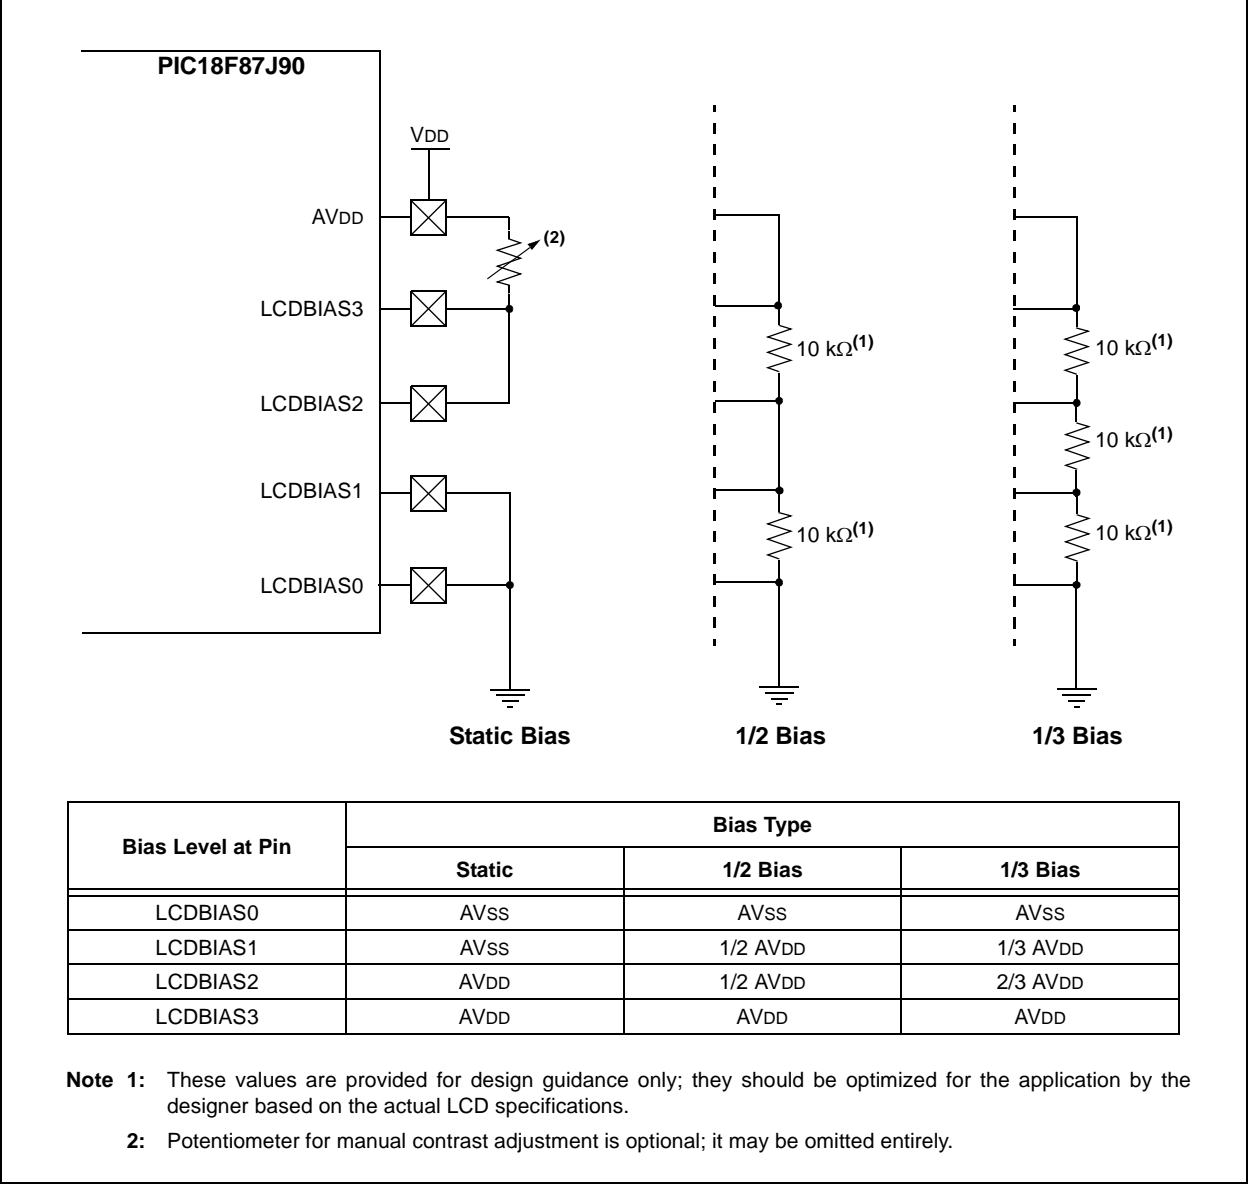 PIC18F87J90
VDD
AVDD
(2)
LCDBIAS3
10 kΩ(1)
10 kΩ(1)
LCDBIAS2
10 kΩ(1)
LCDBIAS1
10 kΩ(1)
10 kΩ(1)
LCDBIAS0
Static Bias
1/2 Bias
1/3 Bias
Bias Level at Pin
Bias Type
Static
1/2 Bias
1/3 Bias
LCDBIAS0 AVSS AVSS AVSS
LCDBIAS1 AVSS 1/2 AVDD 1/3 AVDD
LCDBIAS2 AVDD 1/2 AVDD 2/3 AVDD
LCDBIAS3 AVDD AVDD AVDD
Note 1: These values are provided for design guidance only; they should be optimized for the application by the
designer based on the actual LCD specifications.
2: Potentiometer for manual contrast adjustment is optional; it may be omitted entirely.